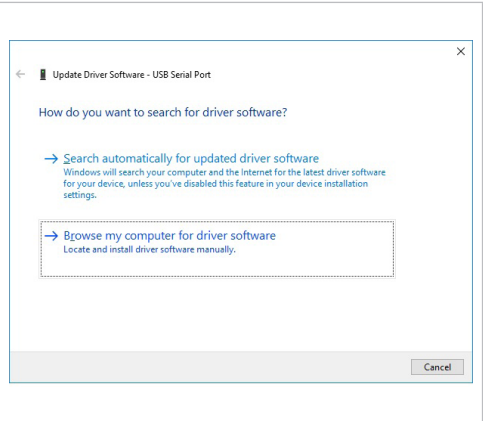 Update Driver Software - USB Serial Port
How do you want to search for driver software?
Search automatically for updated driver software
Windows will search your computer and the Internet for the latest driver software
for your device, unless you've disabled this feature in your device installation
settings.
Browse my computer for driver software
Locate and install driver software manually.
Cancel